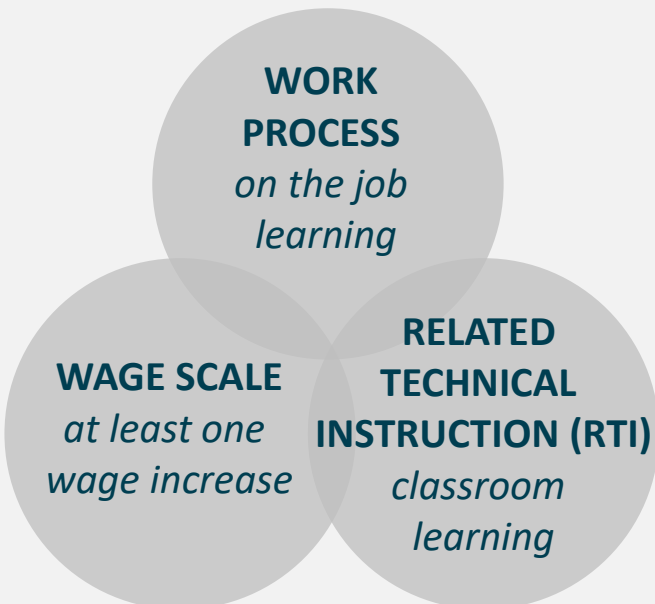 WORK
PROCESS
on the job
learning
WAGE SCALE
at least one
wage increase
RELATED
TECHNICAL
INSTRUCTION (RTI)
classroom
learning